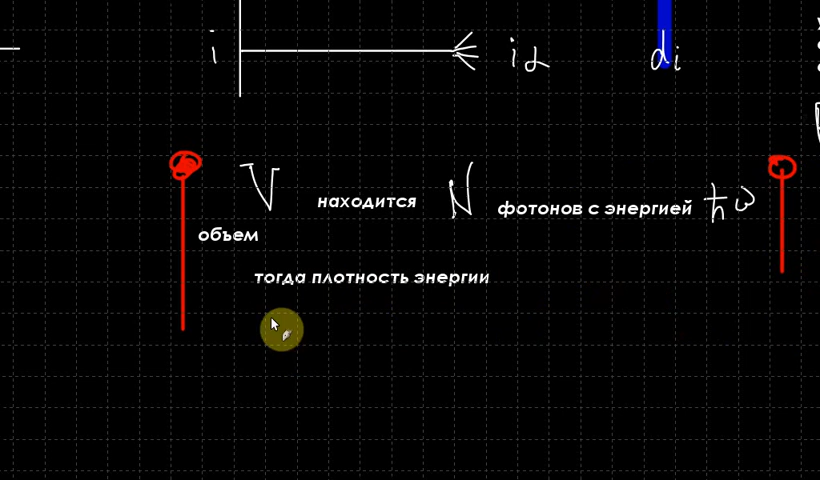 i i₂ di
V находится N фотонов с энергией ħω
объем
тогда плотность энергии